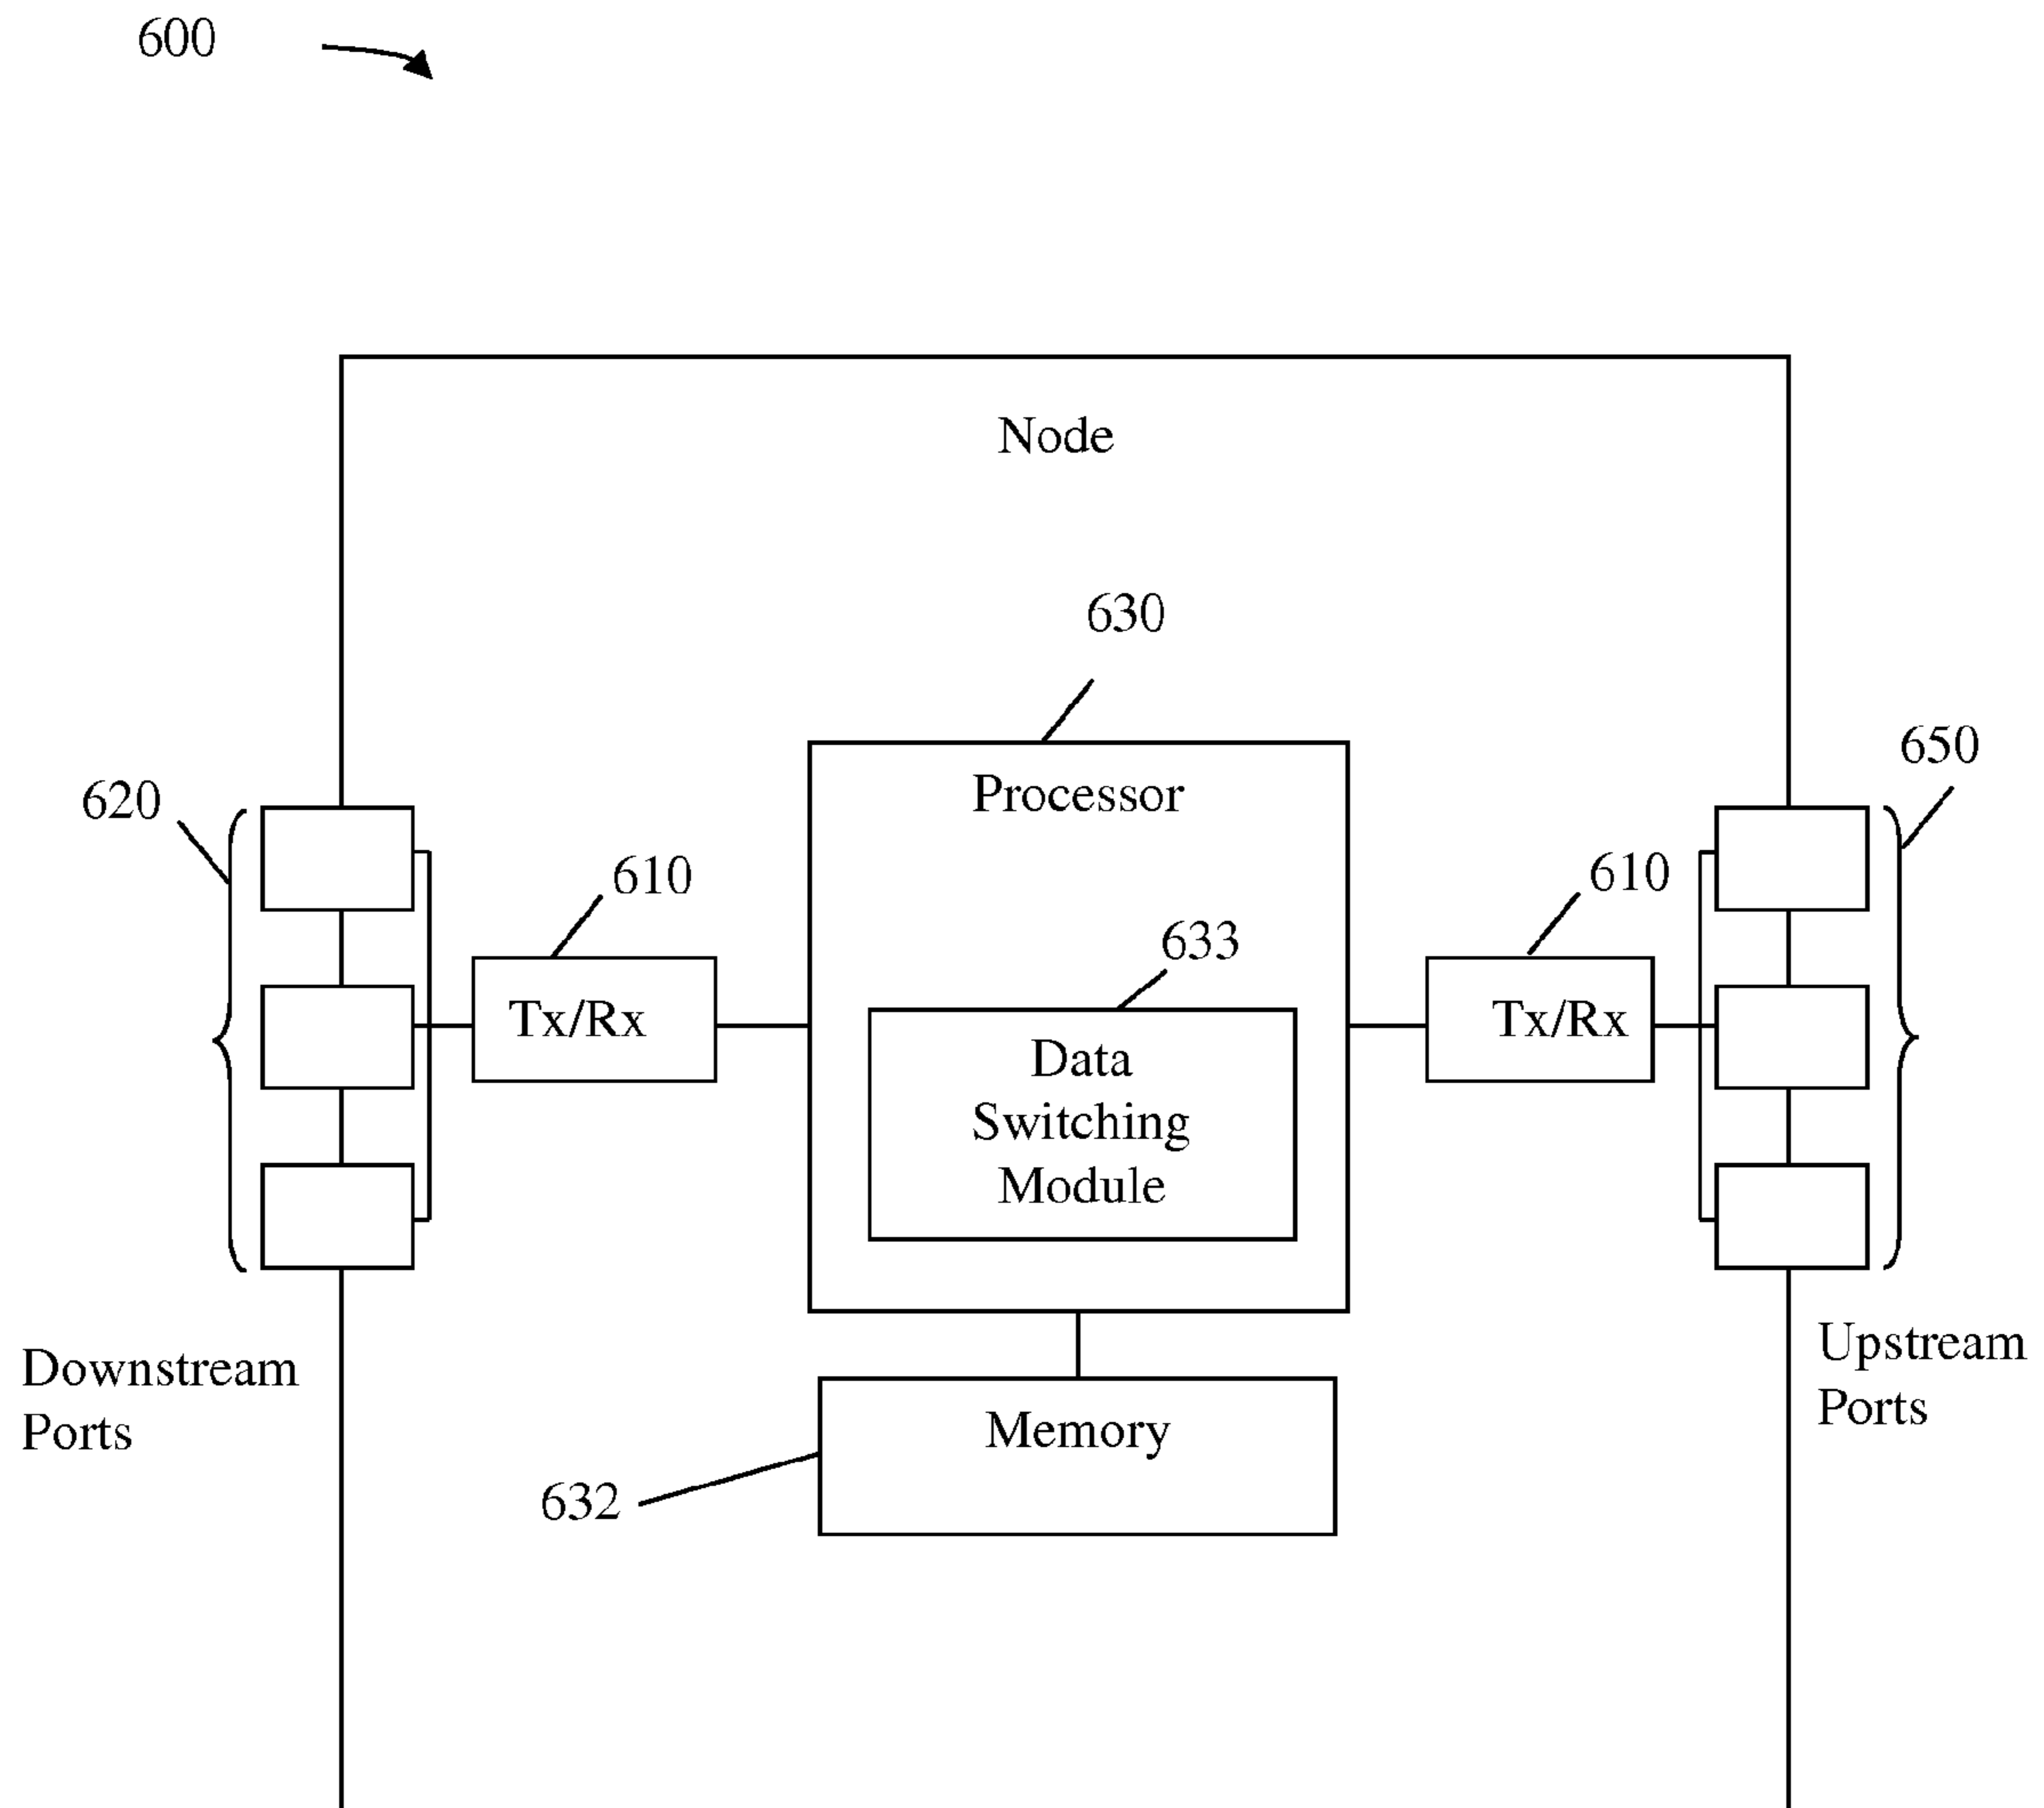 600
Node
630
650
Processor
620
610
610
633
Tx/Rx
Tx/Rx
Data
Switching
Module
Upstream
Ports
Downstream
Ports
Memory
632